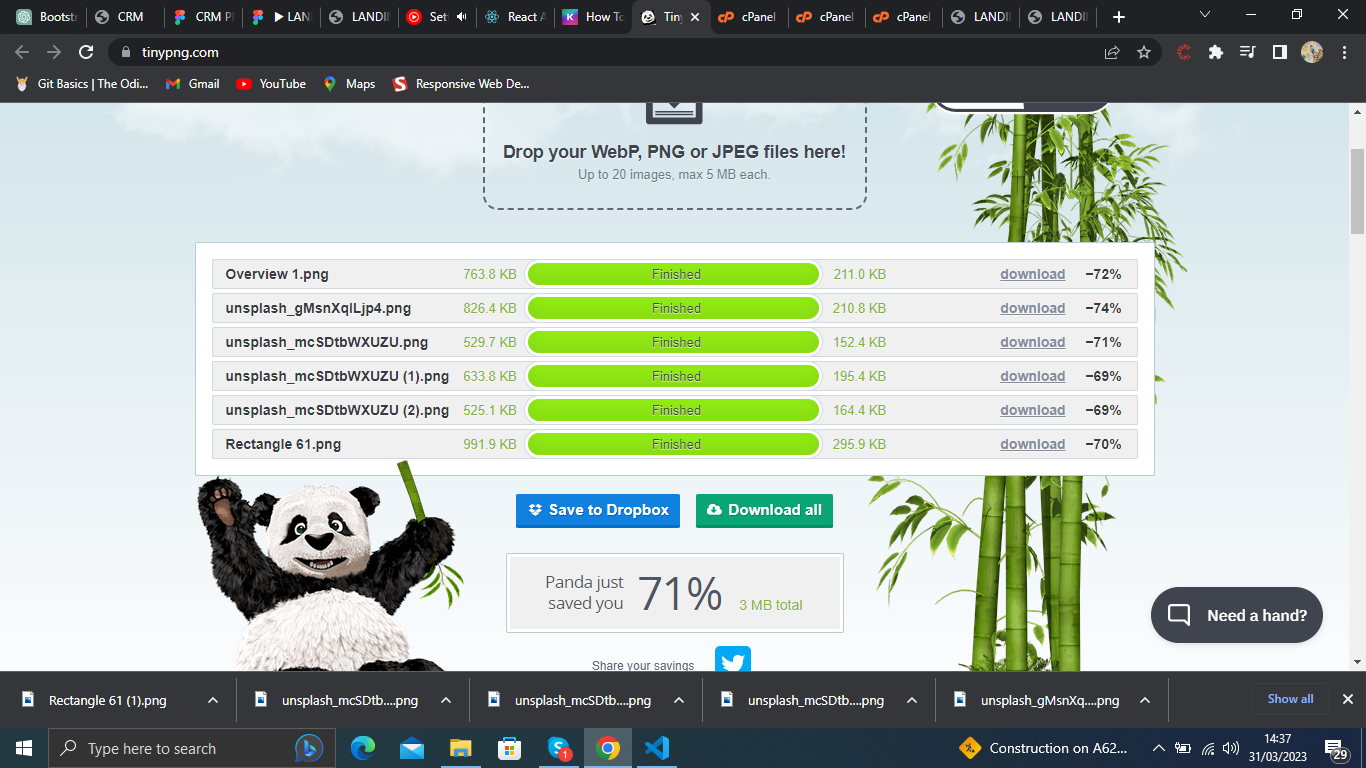 Bootstr
CRM
CRM P
LANI
LANDI
Set
React A
How To
Tin
cPanel
cPanel
cPanel
LANDI
LANDI
tinypng.com
Git Basics | The Odi...
Gmail
YouTube
Maps
Responsive Web De...
Drop your WebP, PNG or JPEG files here!
Up to 20 images, max 5 MB each.
Overview 1.png 763.8 KB Finished 211.0 KB download −72%
unsplash_gMsnXqlLjp4.png 826.4 KB Finished 210.8 KB download −74%
unsplash_mcSDtbWXUZU.png 529.7 KB Finished 152.4 KB download −71%
unsplash_mcSDtbWXUZU (1).png 633.8 KB Finished 195.4 KB download −69%
unsplash_mcSDtbWXUZU (2).png 525.1 KB Finished 164.4 KB download −69%
Rectangle 61.png 991.9 KB Finished 295.9 KB download −70%
Save to Dropbox
Download all
Panda just
saved you
71%
3 MB total
Need a hand?
Share your savings
Rectangle 61 (1).png
unsplash_mcSDtb....png
unsplash_mcSDtb....png
unsplash_mcSDtb....png
unsplash_gMsnXq....png
Show all
Type here to search
1
Construction on A62...
14:37
31/03/2023
29